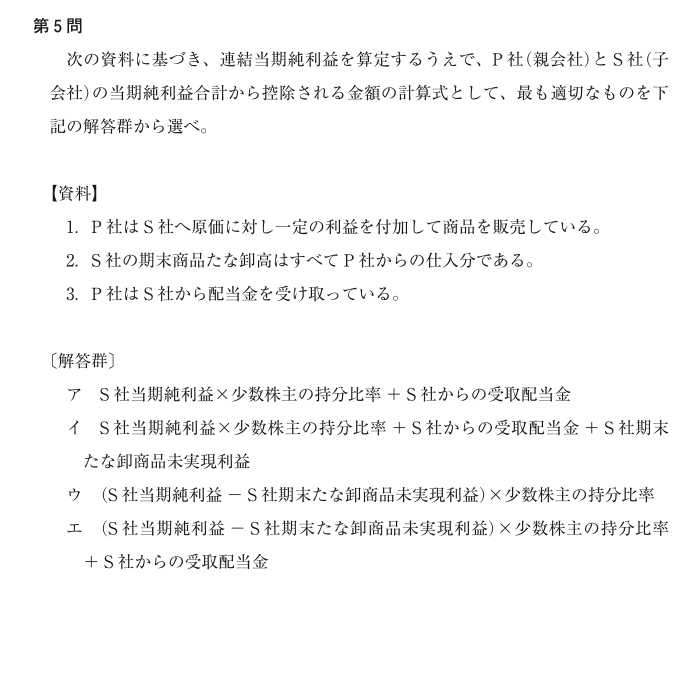 第5問
次の資料に基づき、連結当期純利益を算定するうえで、P社(親会社)とS社(子
会社)の当期純利益合計から控除される金額の計算式として、最も適切なものを下
記の解答群から選べ。
【資料】
1. P社はS社へ原価に対し一定の利益を付加して商品を販売している。
2. S社の期末商品たな卸高はすべてP社からの仕入分である。
3. P社はS社から配当金を受け取っている。
〔解答群〕
ア S社当期純利益×少数株主の持分比率＋S社からの受取配当金
イ S社当期純利益×少数株主の持分比率＋S社からの受取配当金＋S社期末
たな卸商品未実現利益
ウ (S社当期純利益－S社期末たな卸商品未実現利益)×少数株主の持分比率
エ (S社当期純利益－S社期末たな卸商品未実現利益)×少数株主の持分比率
＋S社からの受取配当金